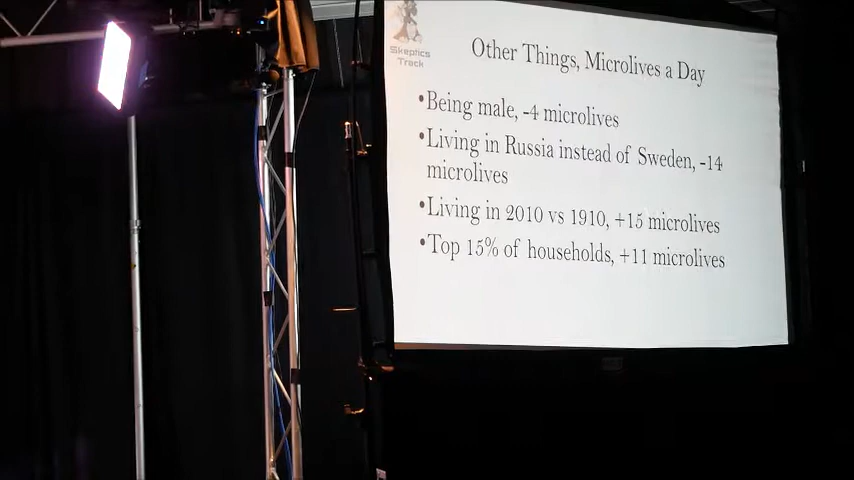 Skeptics
Track
Other Things, Microlives a Day
•Being male, -4 microlives
•Living in Russia instead of Sweden, -14
microlives
•Living in 2010 vs 1910, +15 microlives
•Top 15% of households, +11 microlives